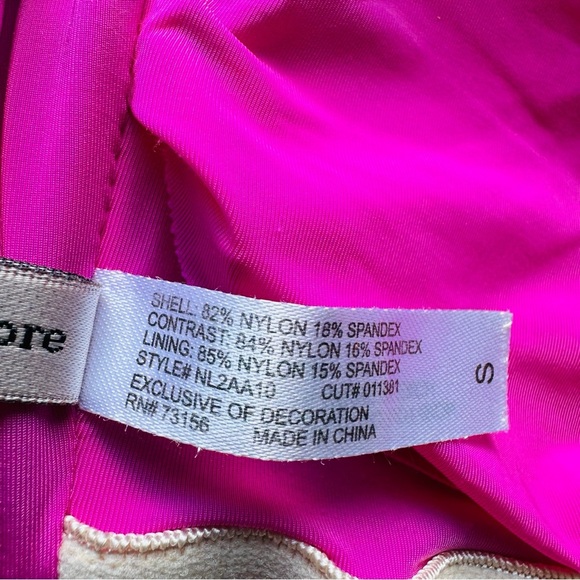 ore
SHELL: 82% NYLON 18% SPANDEX
CONTRAST: 84% NYLON 16% SPANDEX
LINING: 85% NYLON 15% SPANDEX
STYLE# NL2AA10 CUT# 011381
EXCLUSIVE OF DECORATION
RN# 73156 MADE IN CHINA
S